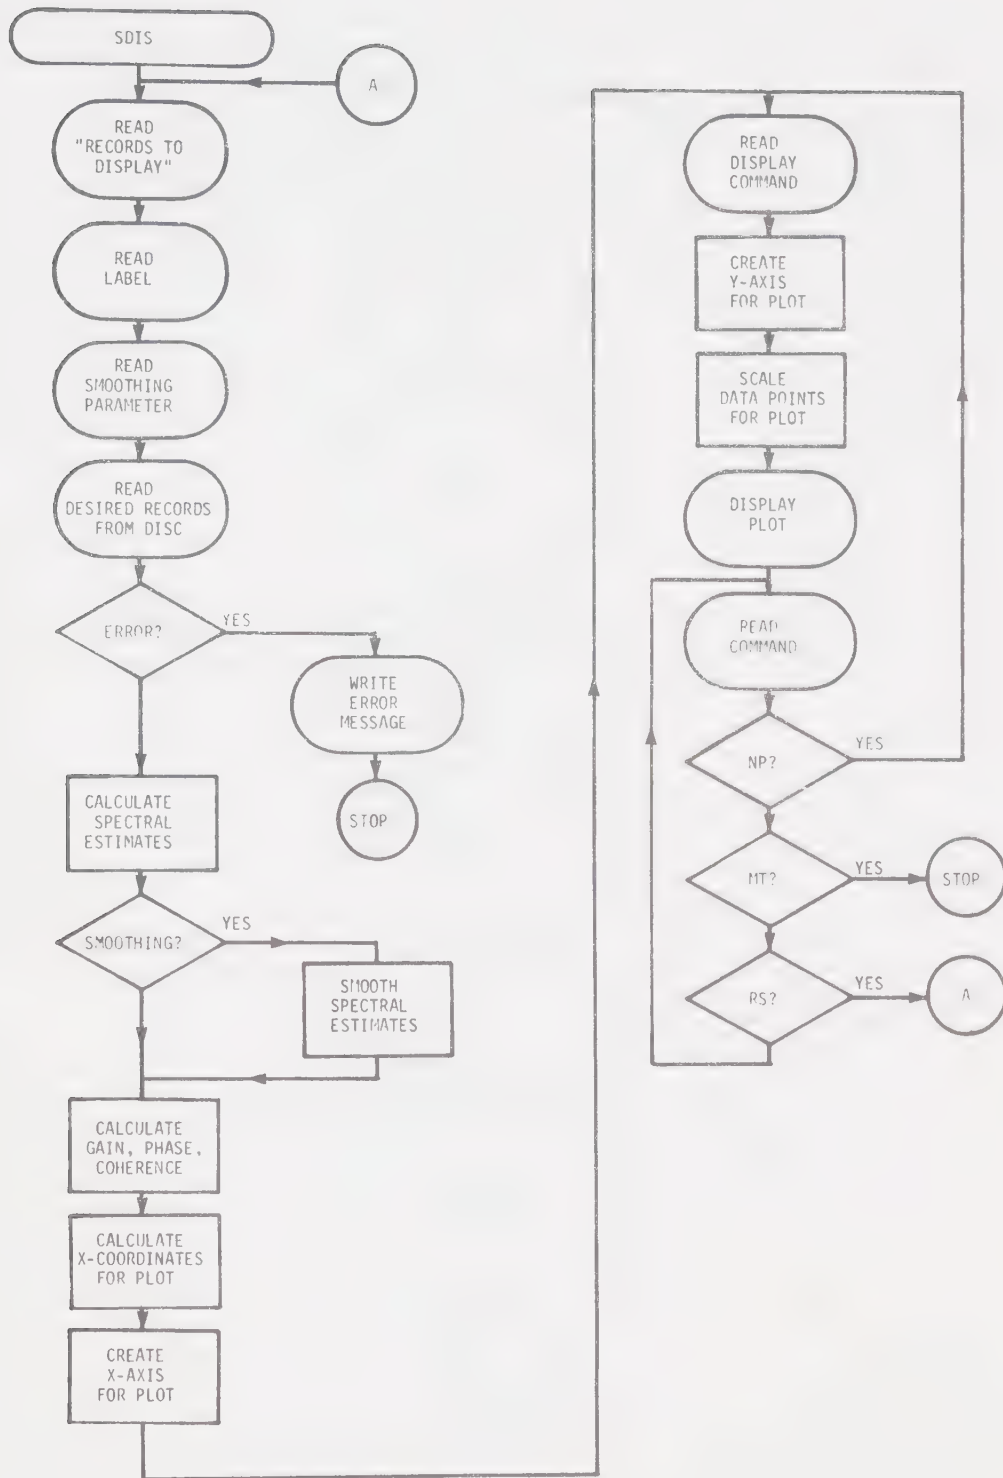 SDIS
A
READ
"RECORDS TO
DISPLAY"
READ
LABEL
READ
SMOOTHING
PARAMETER
READ
DESIRED RECORDS
FROM DISC
ERROR?
YES
WRITE
ERROR
MESSAGE
STOP
CALCULATE
SPECTRAL
ESTIMATES
SMOOTHING?
YES
SMOOTH
SPECTRAL
ESTIMATES
CALCULATE
GAIN, PHASE,
COHERENCE
CALCULATE
X-COORDINATES
FOR PLOT
CREATE
X-AXIS
FOR PLOT
READ
DISPLAY
COMMAND
CREATE
Y-AXIS
FOR PLOT
SCALE
DATA POINTS
FOR PLOT
DISPLAY
PLOT
READ
COMMAND
NP?
YES
MT?
YES
STOP
RS?
YES
A